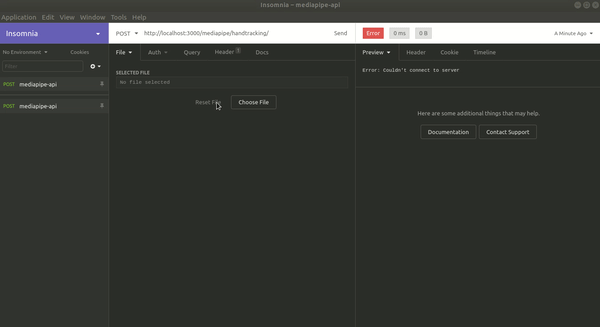 Insomnia – mediapipe-api
Application Edit View Window Tools Help
Insomnia
POST http://localhost:3000/mediapipe/handtracking/ Send
Error 0 ms 0 B A Minute Ago
No Environment Cookies
File Auth Query Header 1 Docs
Preview Header Cookie Timeline
Filter
SELECTED FILE
No file selected
Error: Couldn't connect to server
POST mediapipe-api
POST mediapipe-api
Reset File Choose File
Here are some additional things that may help.
Documentation Contact Support